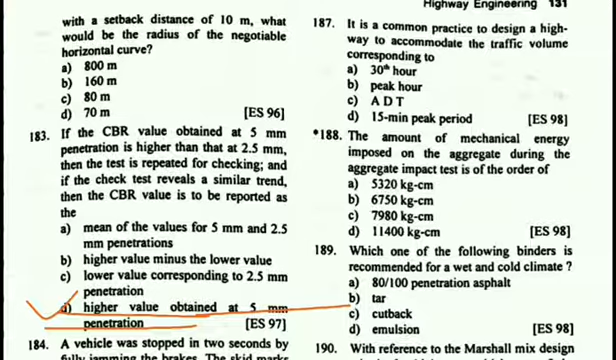 Highway Engineering 131
with a setback distance of 10 m, what
would be the radius of the negotiable
horizontal curve?
a) 800 m
b) 160 m
c) 80 m
d) 70 m [ES 96]
183. If the CBR value obtained at 5 mm
penetration is higher than that at 2.5 mm,
then the test is repeated for checking; and
if the check test reveals a similar trend,
then the CBR value is to be reported as
the
a) mean of the values for 5 mm and 2.5
mm penetrations
b) higher value minus the lower value
c) lower value corresponding to 2.5 mm
penetration
d) higher value obtained at 5 mm
penetration [ES 97]
184. A vehicle was stopped in two seconds by
fully jamming the brakes. The skid marks
187. It is a common practice to design a high-
way to accommodate the traffic volume
corresponding to
a) 30th hour
b) peak hour
c) A D T
d) 15-min peak period [ES 98]
*188. The amount of mechanical energy
imposed on the aggregate during the
aggregate impact test is of the order of
a) 5320 kg-cm
b) 6750 kg-cm
c) 7980 kg-cm
d) 11400 kg-cm [ES 98]
189. Which one of the following binders is
recommended for a wet and cold climate ?
a) 80/100 penetration asphalt
b) tar
c) cutback
d) emulsion [ES 98]
190. With reference to the Marshall mix design